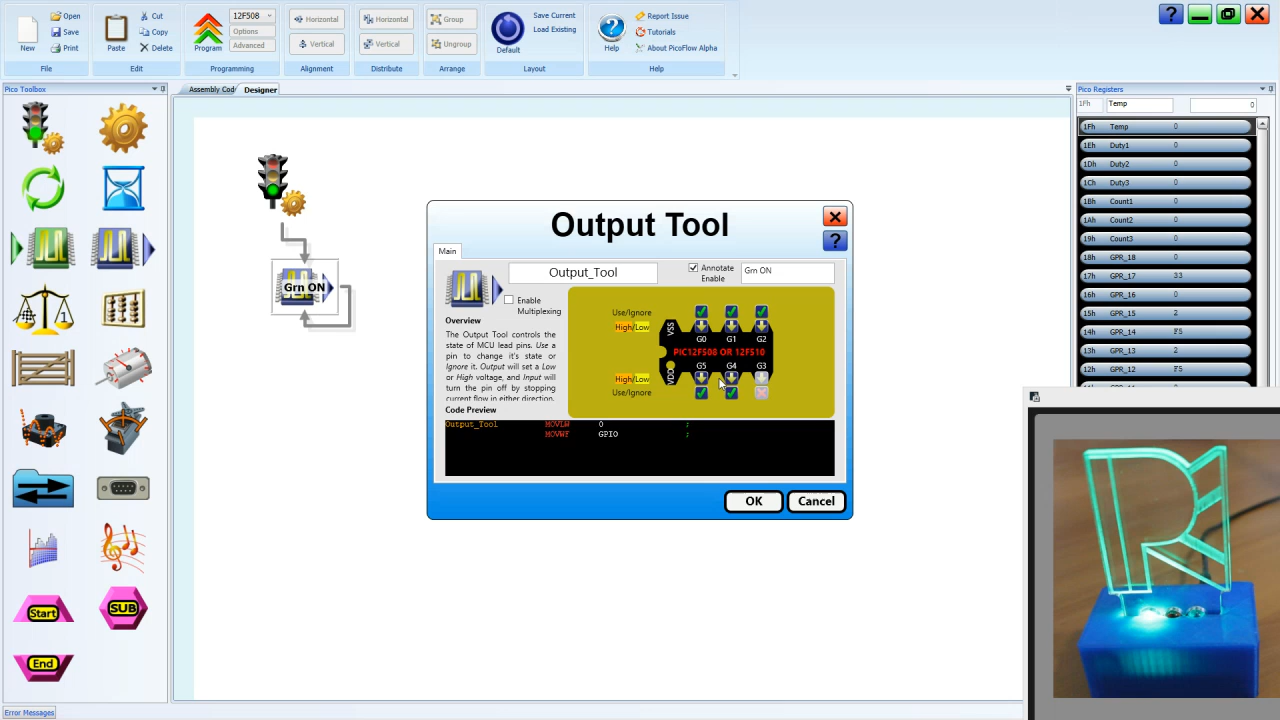 New
Open
Save
Print
File
Paste
Cut
Copy
Delete
Edit
Program
12F508
Options
Advanced
Programming
Horizontal
Vertical
Alignment
Horizontal
Vertical
Distribute
Group
Ungroup
Arrange
Default
Save Current
Load Existing
Layout
Help
Report Issue
Tutorials
About PicoFlow Alpha
Help
Pico Toolbox
Assembly Cod
Designer
Pico Registers
1Fh Temp 0
1Fh Temp 0
1Eh Duty1 0
1Dh Duty2 0
1Ch Duty3 0
1Bh Count1 0
1Ah Count2 0
19h Count3 0
18h GPR_18 0
17h GPR_17 33
16h GPR_16 0
15h GPR_15 2
14h GPR_14 FS
13h GPR_13 2
12h GPR_12 FS
Start
SUB
End
Grn ON
Output Tool
Main
Output_Tool
Annotate Enable
Grn ON
Enable Multiplexing
Overview
The Output Tool controls the
state of MCU lead pins. Use a
pin to change it's state or
Ignore it. Output will set a Low
or High voltage, and Input will
turn the pin off by stopping
current flow in either direction.
Use/Ignore
High/Low
VSS
G0 G1 G2
PIC12F508 OR 12F510
VDD
G5 G4 G3
High/Low
Use/Ignore
Code Preview
Output_Tool MOVLW 0 ;
MOVWF GPIO ;
OK
Cancel
Error Messages